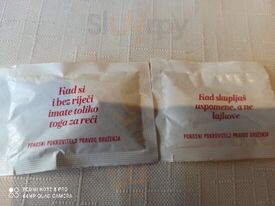 Kad si
i bez riječi
imate toliko
toga za reći
PONOSNI POKROVITELJ PRAVOG DRUŽENJA
Kad skupljaš
uspomene, a ne
lajkove
PONOSNI POKROVITELJ PRAVOG DRUŽENJA
REDMI NOTE 8 PRO
64MP QUAD CAMERA